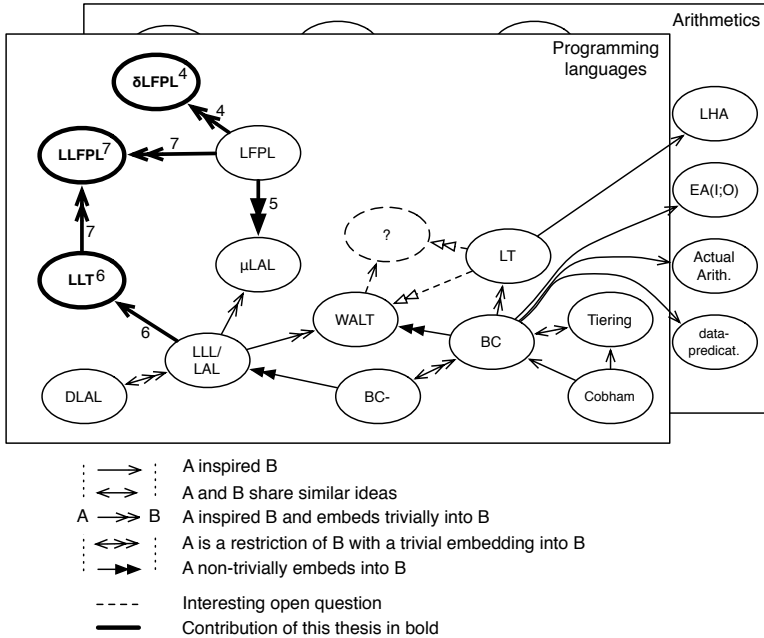 Arithmetics
Programming
languages
δLFPL4
4
LHA
LLFPL7
7
LFPL
5
EA(I;O)
7
?
LT
Actual
Arith.
LLT6
μLAL
6
WALT
BC
Tiering
data-
predicat.
LLL/
LAL
DLAL
BC-
Cobham
A inspired B
A and B share similar ideas
A B A inspired B and embeds trivially into B
A is a restriction of B with a trivial embedding into B
A non-trivially embeds into B
Interesting open question
Contribution of this thesis in bold